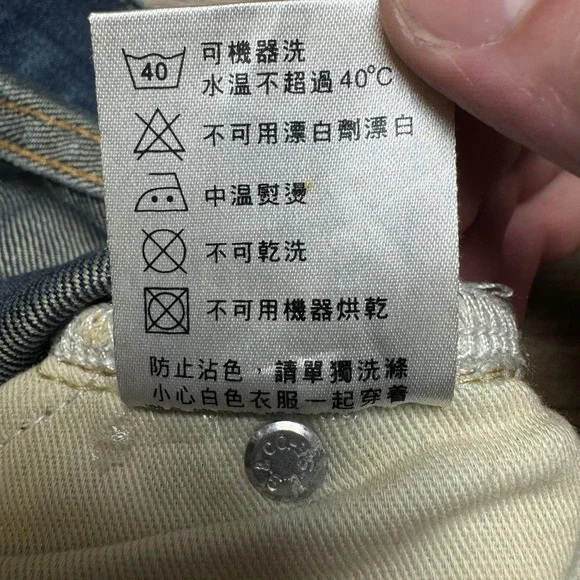 40
可機器洗
水温不超過40°C
不可用漂白劑漂白
中温熨燙
不可乾洗
不可用機器烘乾
防止沾色，請單獨洗滌
小心白色衣服一起穿着